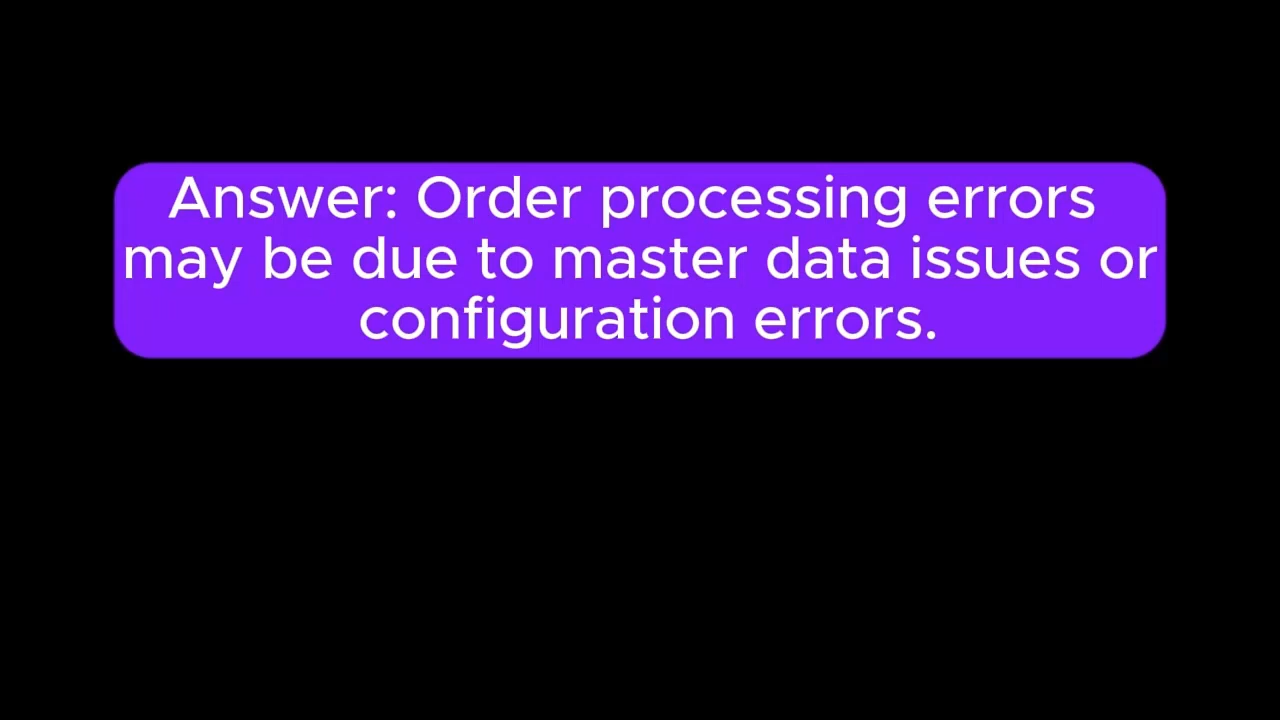 Answer: Order processing errors
may be due to master data issues or
configuration errors.